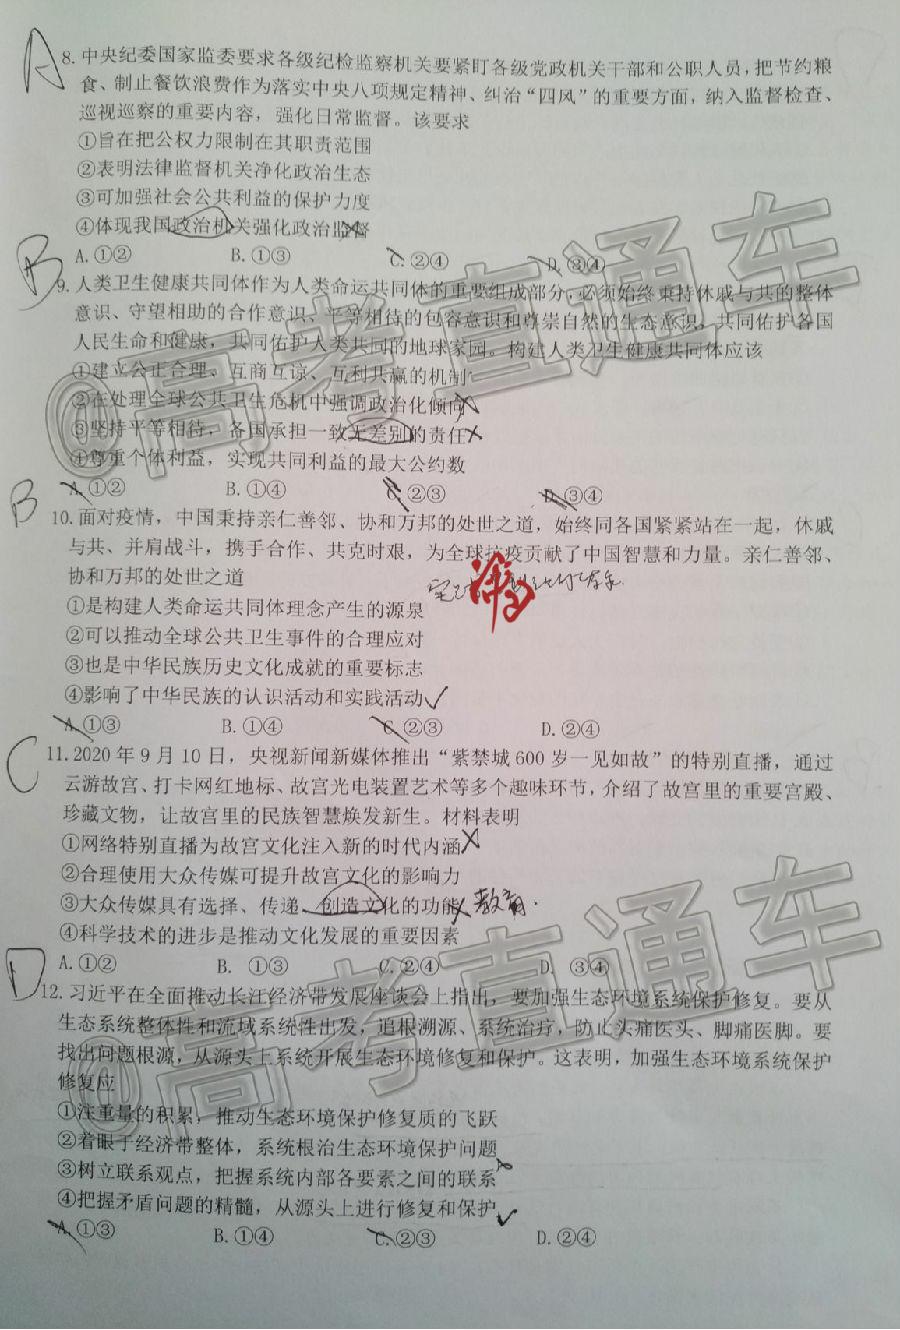 A
8. 中央纪委国家监委要求各级纪检监察机关要紧盯各级党政机关干部和公职人员，把节约粮
食、制止餐饮浪费作为落实中央八项规定精神、纠治“四风”的重要方面，纳入监督检查、
巡视巡察的重要内容，强化日常监督。该要求
①旨在把公权力限制在其职责范围
②表明法律监督机关净化政治生态
③可加强社会公共利益的保护力度
④体现我国政治机关强化政治监督
A. ①② B. ①③ C. ②④ D. ③④
B
9. 人类卫生健康共同体作为人类命运共同体的重要组成部分，必须始终秉持休戚与共的整体
意识、守望相助的合作意识、平等相待的包容意识和尊崇自然的生态意识，共同佑护各国
人民生命和健康，共同佑护人类共同的地球家园。构建人类卫生健康共同体应该
①建立公正合理、互商互谅、互利共赢的机制
②在处理全球公共卫生危机中强调政治化倾向
③坚持平等相待，各国承担一致无差别的责任
④尊重个体利益，实现共同利益的最大公约数
A. ①② B. ①④ C. ②③ D. ③④
B
10. 面对疫情，中国秉持亲仁善邻、协和万邦的处世之道，始终同各国紧紧站在一起，休戚
与共、并肩战斗，携手合作、共克时艰，为全球抗疫贡献了中国智慧和力量。亲仁善邻、
协和万邦的处世之道
①是构建人类命运共同体理念产生的源泉
②可以推动全球公共卫生事件的合理应对
③也是中华民族历史文化成就的重要标志
④影响了中华民族的认识活动和实践活动
A. ①③ B. ①④ C. ②③ D. ②④
C
11. 2020 年 9 月 10 日，央视新闻新媒体推出“紫禁城 600 岁一见如故”的特别直播，通过
云游故宫、打卡网红地标、故宫光电装置艺术等多个趣味环节，介绍了故宫里的重要宫殿、
珍藏文物，让故宫里的民族智慧焕发新生。材料表明
①网络特别直播为故宫文化注入新的时代内涵
②合理使用大众传媒可提升故宫文化的影响力
③大众传媒具有选择、传递、创造文化的功能 教育
④科学技术的进步是推动文化发展的重要因素
A. ①② B. ①③ C. ②④ D. ③④
D
12. 习近平在全面推动长江经济带发展座谈会上指出，要加强生态环境系统保护修复。要从
生态系统整体性和流域系统性出发，追根溯源、系统治疗，防止头痛医头、脚痛医脚。要
找出问题根源，从源头上系统开展生态环境修复和保护。这表明，加强生态环境系统保护
修复应
①注重量的积累，推动生态环境保护修复质的飞跃
②着眼于经济带整体，系统根治生态环境保护问题
③树立联系观点，把握系统内部各要素之间的联系
④把握矛盾问题的精髓，从源头上进行修复和保护
A. ①③ B. ①④ C. ②③ D. ②④
@高考直通车
@高考直通车